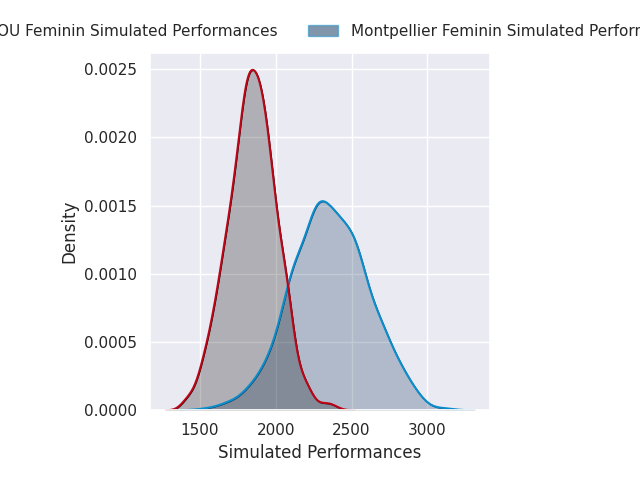 OU Feminin Simulated Performances Montpellier Feminin Simulated Perfor
0.0025
0.0020
0.0015
0.0010
0.0005
0.0000
Density
1500 2000 2500 3000
Simulated Performances